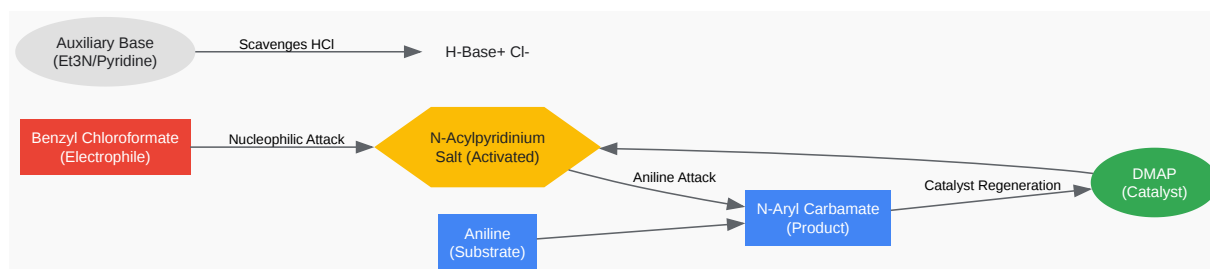 Auxiliary Base
(Et3N/Pyridine)
Scavenges HCl
H-Base+ Cl-
Benzyl Chloroformate
(Electrophile)
Nucleophilic Attack
N-Acylpyridinium
Salt (Activated)
Aniline Attack
Aniline
(Substrate)
N-Aryl Carbamate
(Product)
Catalyst Regeneration
DMAP
(Catalyst)